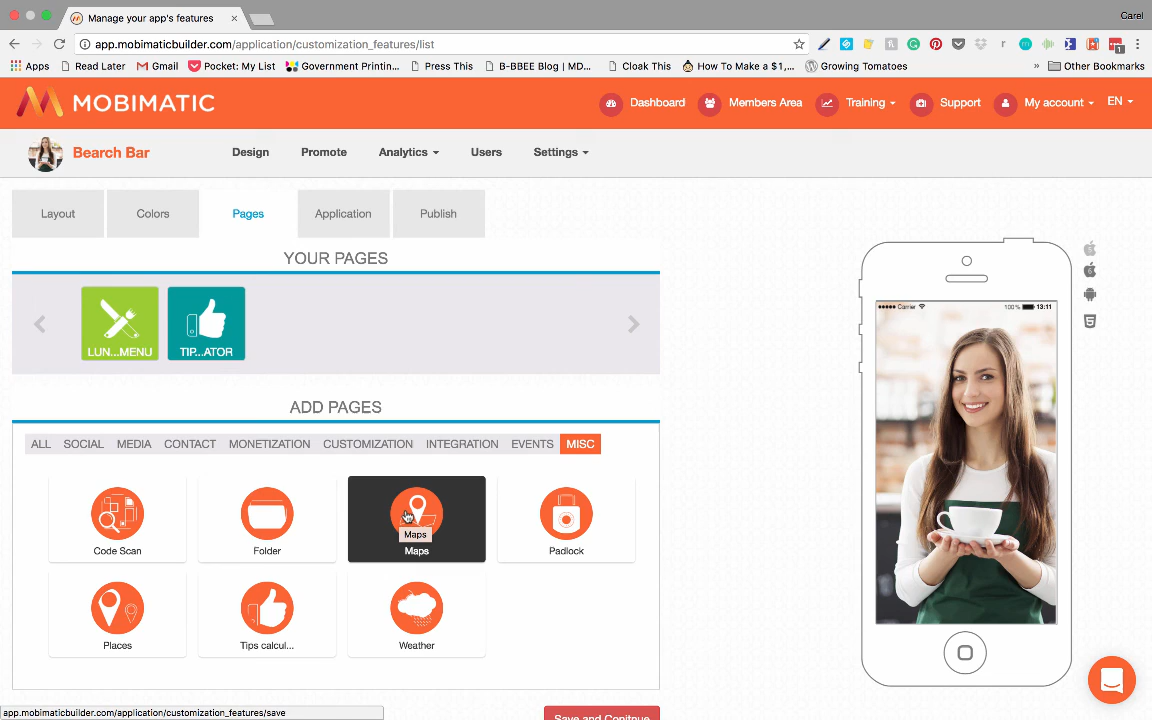 Manage your app's features
Carel
app.mobimaticbuilder.com/application/customization_features/list
Apps
Read Later
Gmail
Pocket: My List
Government Printin...
Press This
B-BBEE Blog | MD...
Cloak This
How To Make a $1,...
Growing Tomatoes
»
Other Bookmarks
MOBIMATIC
Dashboard
Members Area
Training
Support
My account
EN
Bearch Bar
Design
Promote
Analytics
Users
Settings
Layout
Colors
Pages
Application
Publish
YOUR PAGES
LUN...MENU
TIP...ATOR
Carrier
100%
13:11
ADD PAGES
ALL
SOCIAL
MEDIA
CONTACT
MONETIZATION
CUSTOMIZATION
INTEGRATION
EVENTS
MISC
Code Scan
Folder
Maps
Maps
Padlock
Places
Tips calcul...
Weather
app.mobimaticbuilder.com/application/customization_features/save
Save and Continue